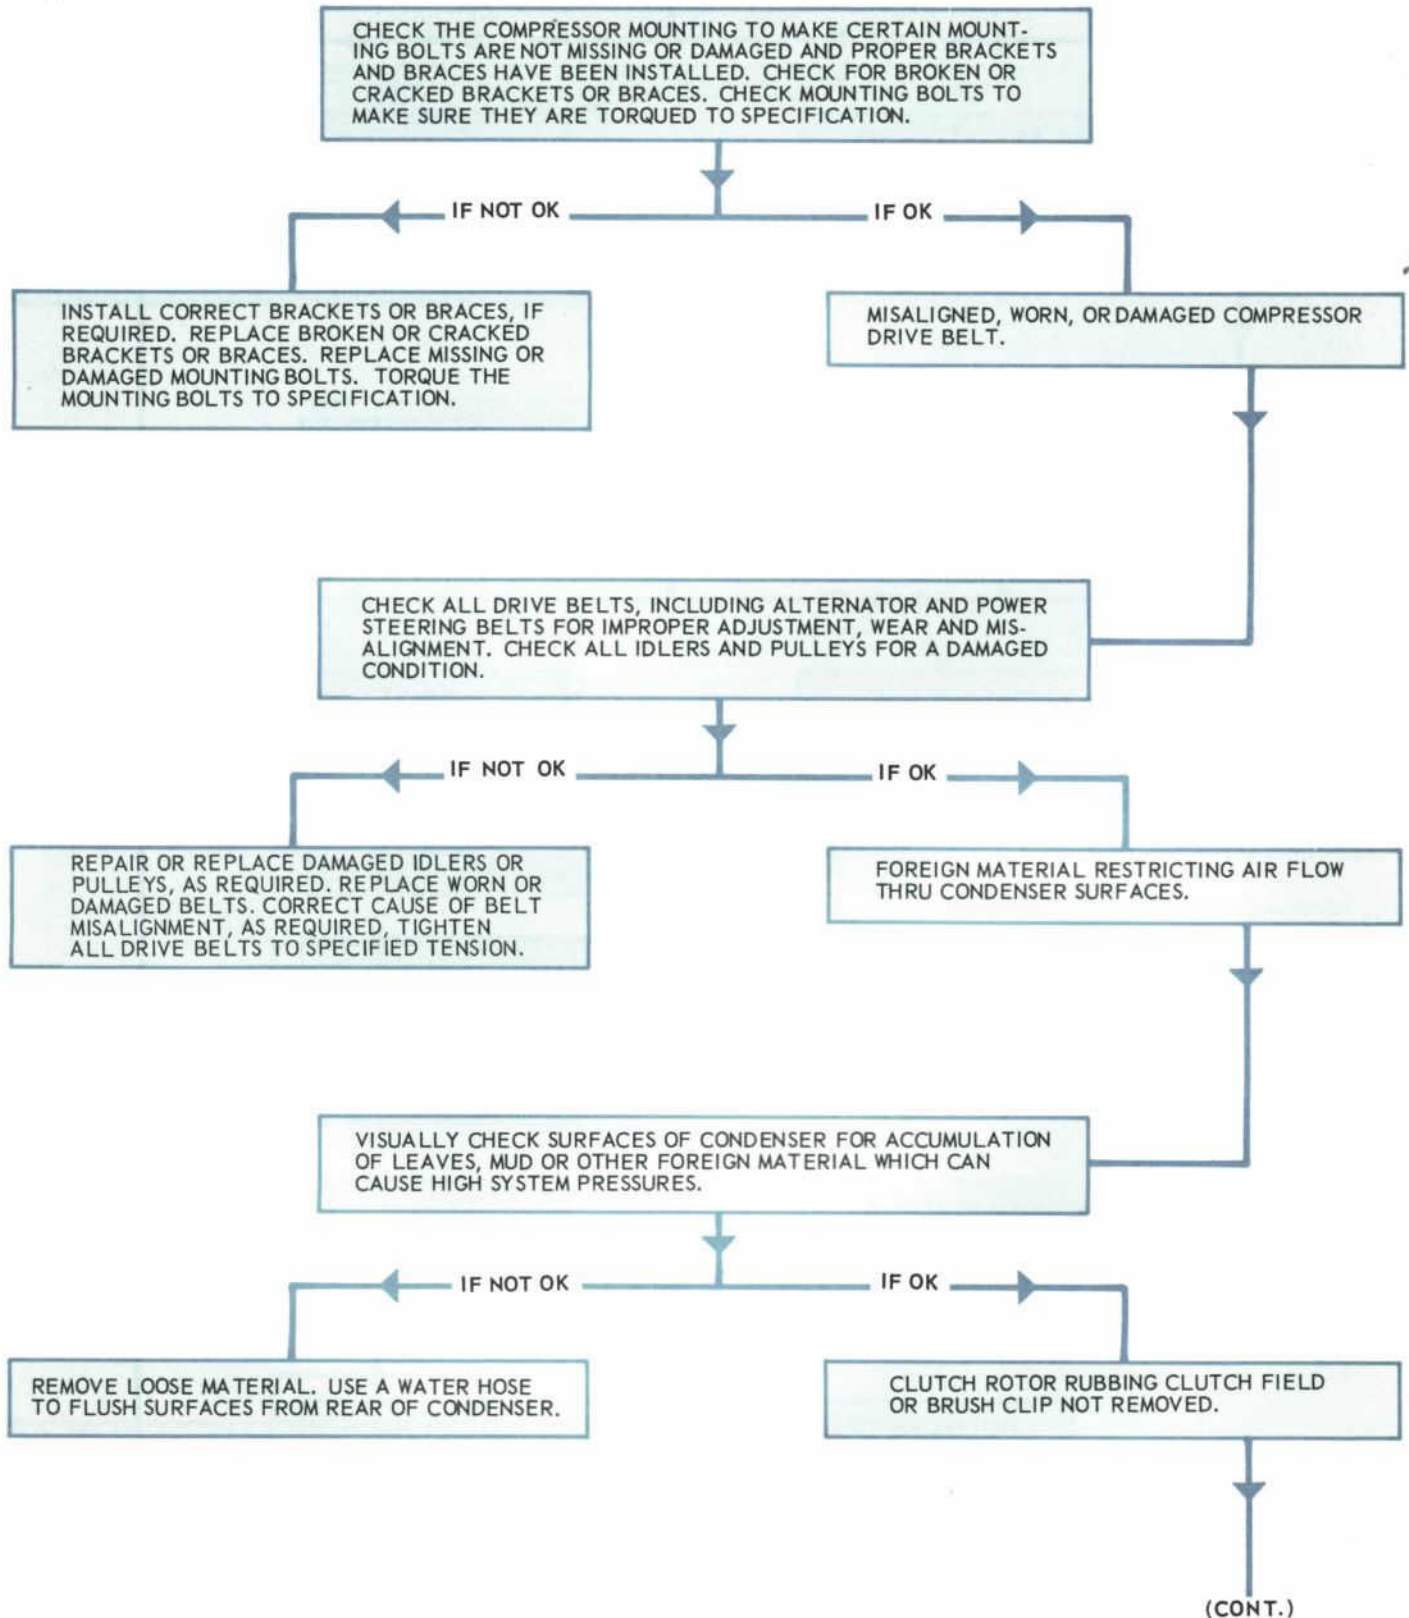 CHECK THE COMPRESSOR MOUNTING TO MAKE CERTAIN MOUNT-
ING BOLTS ARE NOT MISSING OR DAMAGED AND PROPER BRACKETS
AND BRACES HAVE BEEN INSTALLED. CHECK FOR BROKEN OR
CRACKED BRACKETS OR BRACES. CHECK MOUNTING BOLTS TO
MAKE SURE THEY ARE TORQUED TO SPECIFICATION.
IF NOT OK
IF OK
INSTALL CORRECT BRACKETS OR BRACES, IF
REQUIRED. REPLACE BROKEN OR CRACKED
BRACKETS OR BRACES. REPLACE MISSING OR
DAMAGED MOUNTING BOLTS. TORQUE THE
MOUNTING BOLTS TO SPECIFICATION.
MISALIGNED, WORN, OR DAMAGED COMPRESSOR
DRIVE BELT.
CHECK ALL DRIVE BELTS, INCLUDING ALTERNATOR AND POWER
STEERING BELTS FOR IMPROPER ADJUSTMENT, WEAR AND MIS-
ALIGNMENT. CHECK ALL IDLERS AND PULLEYS FOR A DAMAGED
CONDITION.
IF NOT OK
IF OK
REPAIR OR REPLACE DAMAGED IDLERS OR
PULLEYS, AS REQUIRED. REPLACE WORN OR
DAMAGED BELTS. CORRECT CAUSE OF BELT
MISALIGNMENT, AS REQUIRED, TIGHTEN
ALL DRIVE BELTS TO SPECIFIED TENSION.
FOREIGN MATERIAL RESTRICTING AIR FLOW
THRU CONDENSER SURFACES.
VISUALLY CHECK SURFACES OF CONDENSER FOR ACCUMULATION
OF LEAVES, MUD OR OTHER FOREIGN MATERIAL WHICH CAN
CAUSE HIGH SYSTEM PRESSURES.
IF NOT OK
IF OK
REMOVE LOOSE MATERIAL. USE A WATER HOSE
TO FLUSH SURFACES FROM REAR OF CONDENSER.
CLUTCH ROTOR RUBBING CLUTCH FIELD
OR BRUSH CLIP NOT REMOVED.
(CONT.)